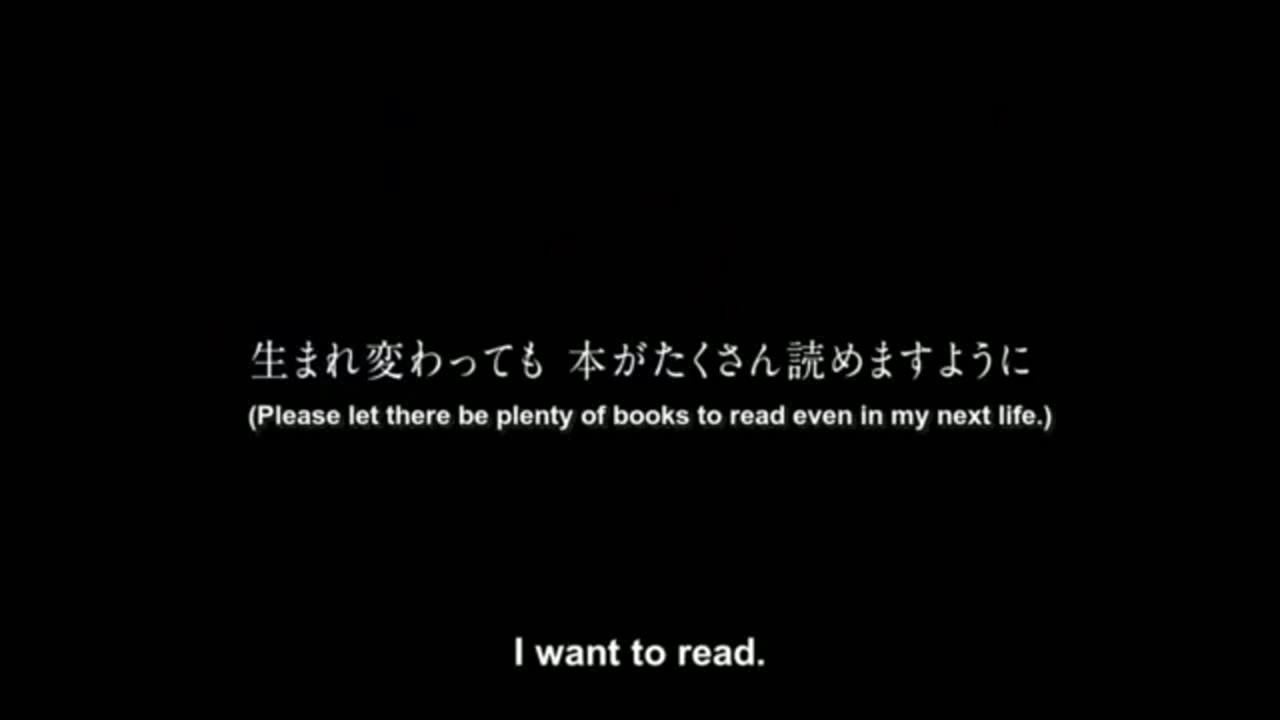 生まれ変わっても 本がたくさん読めますように
(Please let there be plenty of books to read even in my next life.)
I want to read.